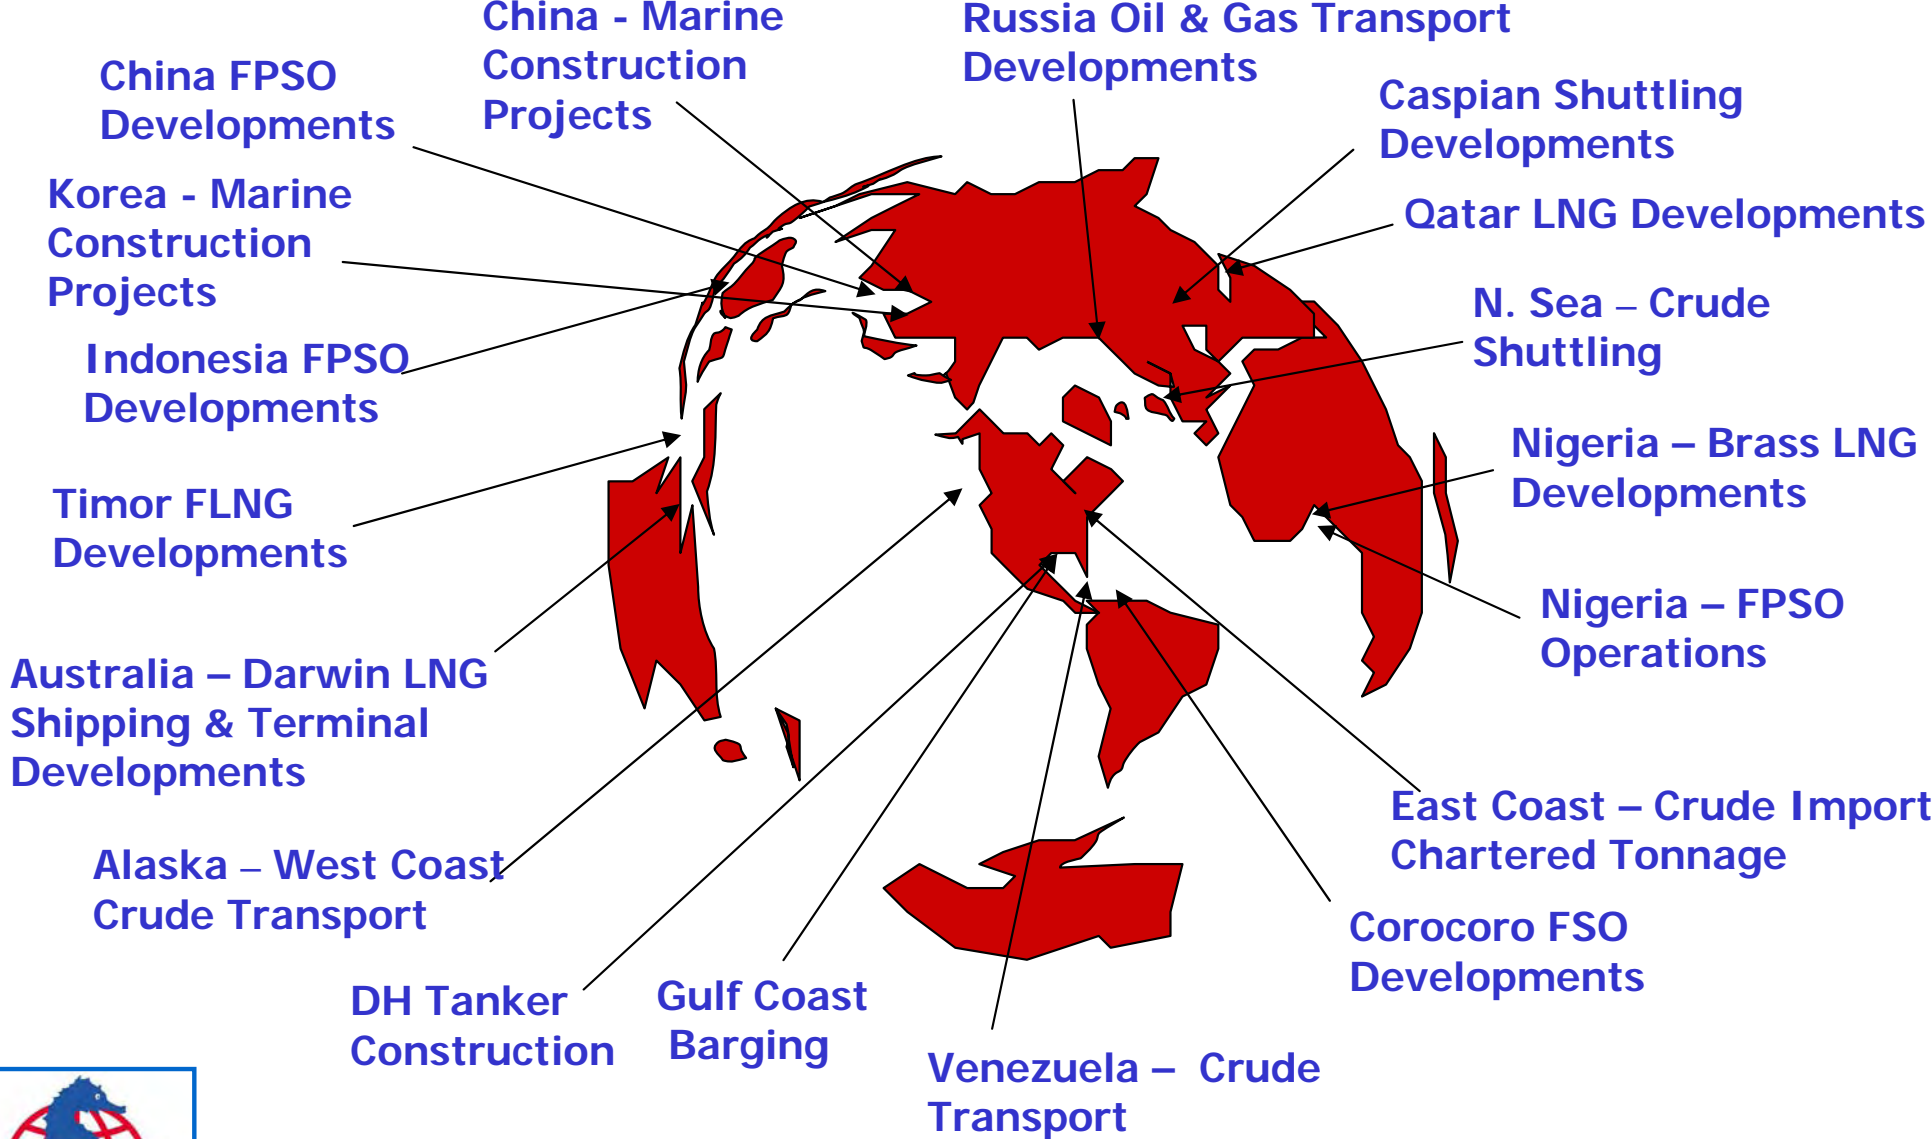 China - Marine
Construction
Projects
Russia Oil & Gas Transport
Developments
China FPSO
Developments
Caspian Shuttling
Developments
Korea - Marine
Construction
Projects
Qatar LNG Developments
N. Sea – Crude
Shuttling
Indonesia FPSO
Developments
Nigeria – Brass LNG
Developments
Timor FLNG
Developments
Nigeria – FPSO
Operations
Australia – Darwin LNG
Shipping & Terminal
Developments
East Coast – Crude Import
Chartered Tonnage
Alaska – West Coast
Crude Transport
Corocoro FSO
Developments
DH Tanker
Construction
Gulf Coast
Barging
Venezuela – Crude
Transport